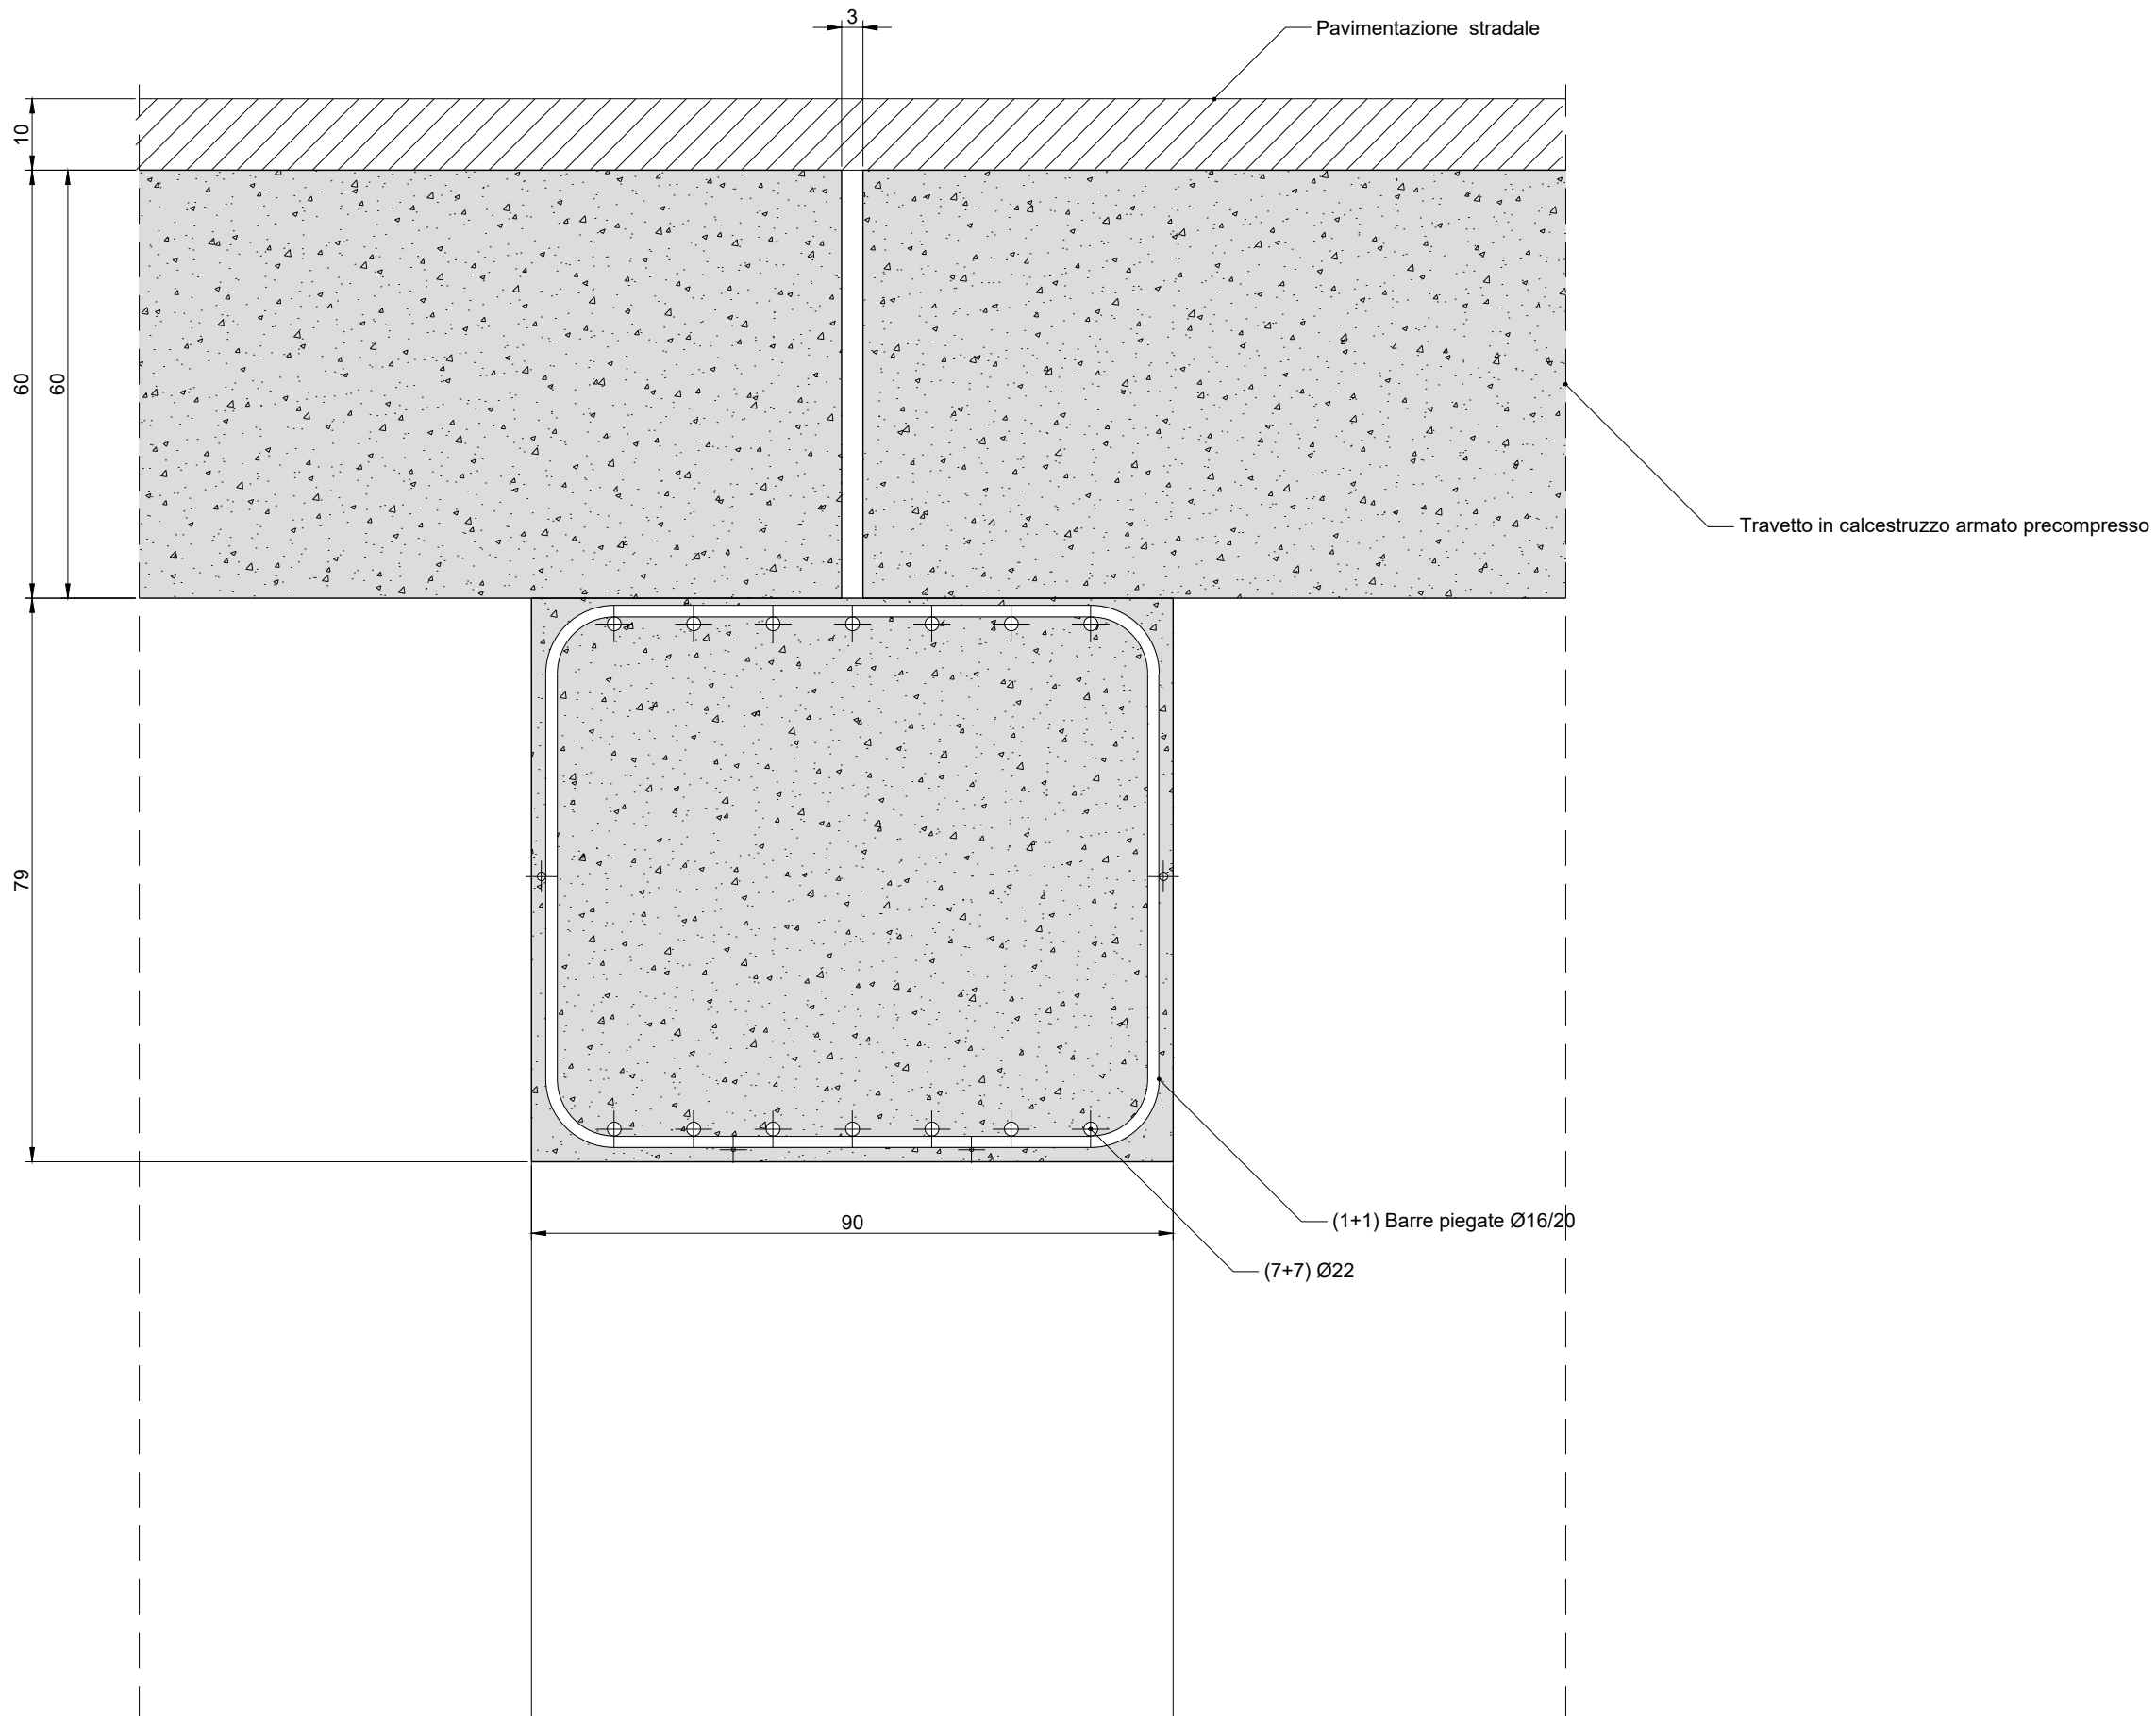 3
Pavimentazione  stradale
10
60
60
Travetto in calcestruzzo armato precompresso
79
90
(1+1) Barre piegate Ø16/20
(7+7) Ø22